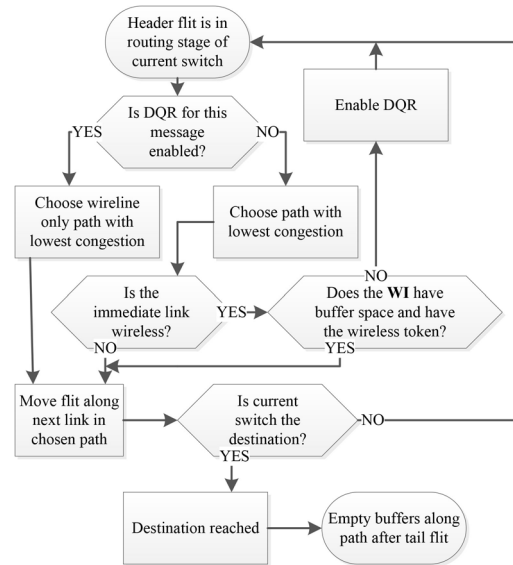 Header flit is in
routing stage of
current switch
Enable DQR
Is DQR for this
message
enabled?
YES
NO
Choose wireline
only path with
lowest congestion
Choose path with
lowest congestion
Is the
immediate link
wireless?
YES
NO
Does the WI have
buffer space and have
the wireless token?
NO
YES
Move flit along
next link in
chosen path
Is current
switch the
destination?
NO
YES
Destination reached
Empty buffers along
path after tail flit